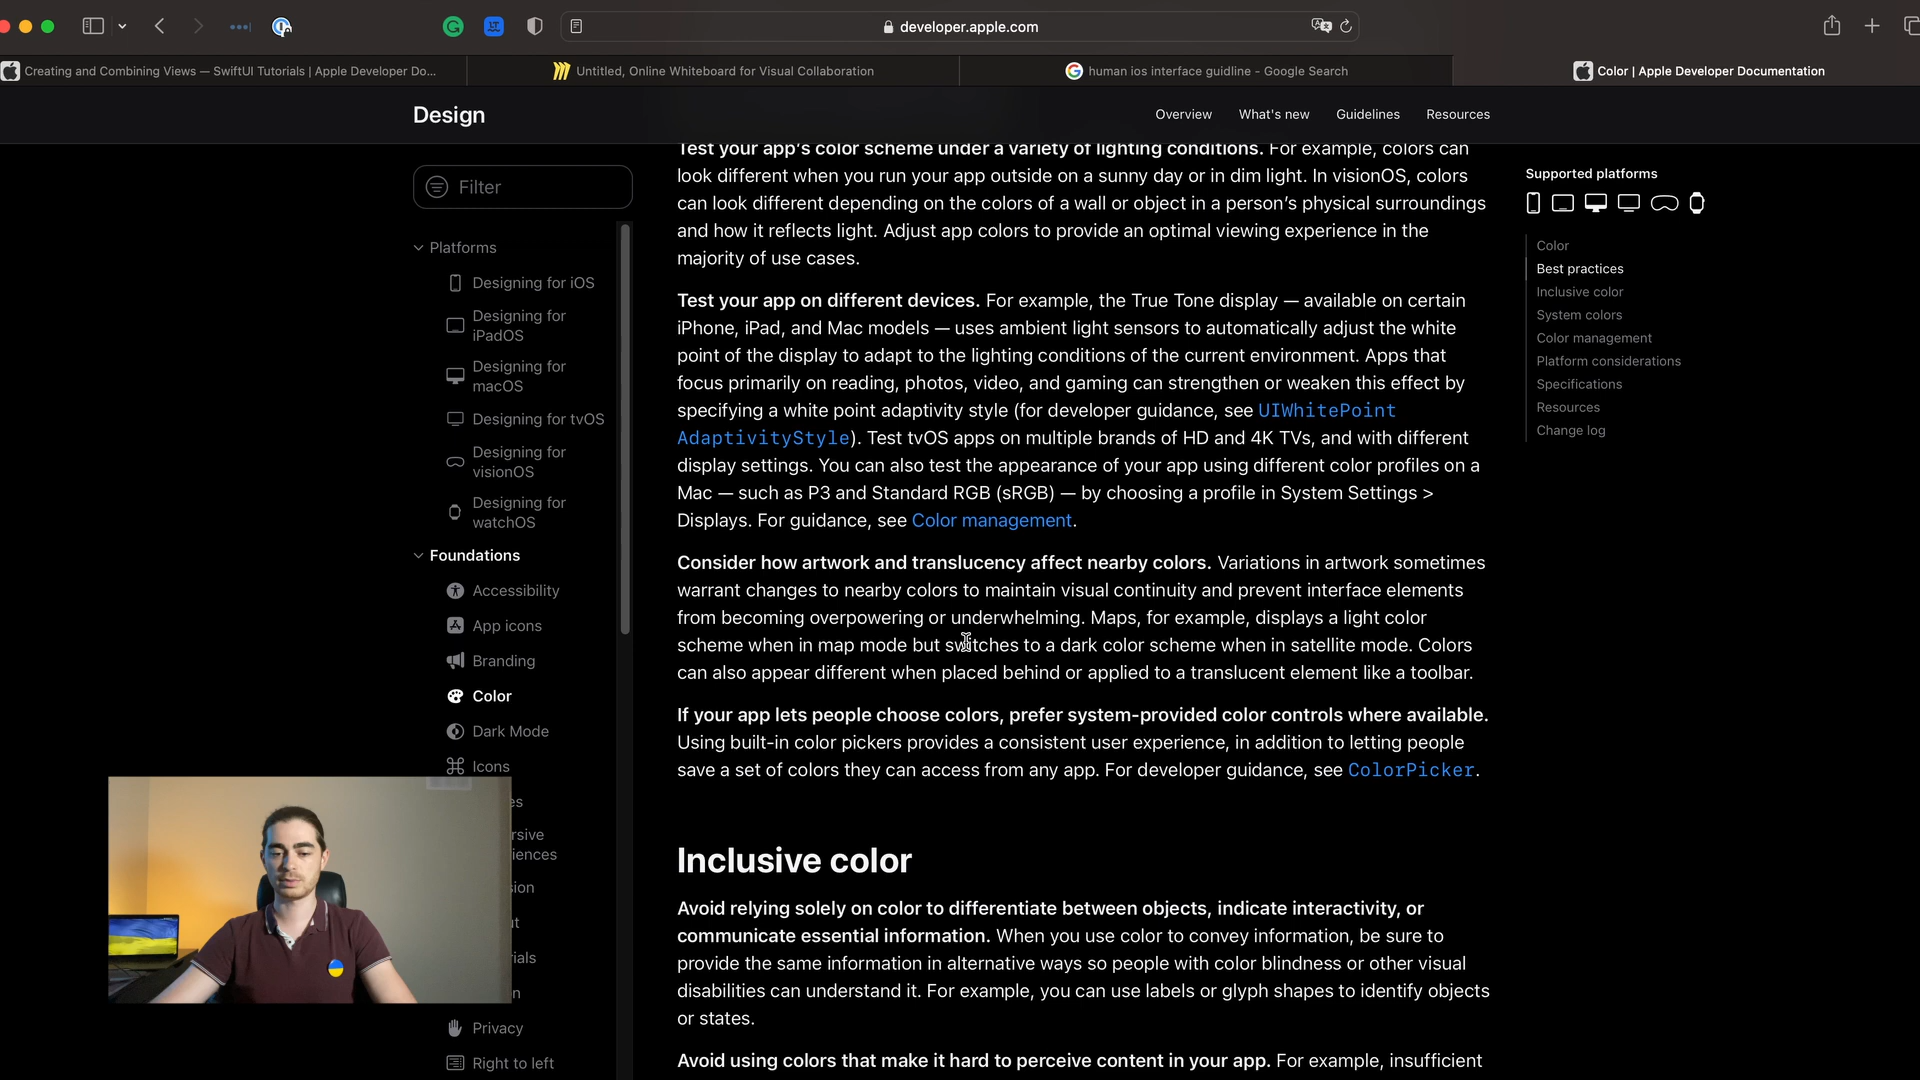 developer.apple.com
Creating and Combining Views — SwiftUI Tutorials | Apple Developer Do...
Untitled, Online Whiteboard for Visual Collaboration
human ios interface guidline - Google Search
Color | Apple Developer Documentation
Design
Overview
What's new
Guidelines
Resources
Filter
Platforms
Designing for iOS
Designing for
iPadOS
Designing for
macOS
Designing for tvOS
Designing for
visionOS
Designing for
watchOS
Foundations
Accessibility
App icons
Branding
Color
Dark Mode
Icons
es
rsive
iences
sion
t
rials
n
Privacy
Right to left
Test your app's color scheme under a variety of lighting conditions. For example, colors can
look different when you run your app outside on a sunny day or in dim light. In visionOS, colors
can look different depending on the colors of a wall or object in a person's physical surroundings
and how it reflects light. Adjust app colors to provide an optimal viewing experience in the
majority of use cases.
Test your app on different devices. For example, the True Tone display — available on certain
iPhone, iPad, and Mac models — uses ambient light sensors to automatically adjust the white
point of the display to adapt to the lighting conditions of the current environment. Apps that
focus primarily on reading, photos, video, and gaming can strengthen or weaken this effect by
specifying a white point adaptivity style (for developer guidance, see UIWhitePoint
AdaptivityStyle). Test tvOS apps on multiple brands of HD and 4K TVs, and with different
display settings. You can also test the appearance of your app using different color profiles on a
Mac — such as P3 and Standard RGB (sRGB) — by choosing a profile in System Settings >
Displays. For guidance, see Color management.
Consider how artwork and translucency affect nearby colors. Variations in artwork sometimes
warrant changes to nearby colors to maintain visual continuity and prevent interface elements
from becoming overpowering or underwhelming. Maps, for example, displays a light color
scheme when in map mode but switches to a dark color scheme when in satellite mode. Colors
can also appear different when placed behind or applied to a translucent element like a toolbar.
If your app lets people choose colors, prefer system-provided color controls where available.
Using built-in color pickers provides a consistent user experience, in addition to letting people
save a set of colors they can access from any app. For developer guidance, see ColorPicker.
Inclusive color
Avoid relying solely on color to differentiate between objects, indicate interactivity, or
communicate essential information. When you use color to convey information, be sure to
provide the same information in alternative ways so people with color blindness or other visual
disabilities can understand it. For example, you can use labels or glyph shapes to identify objects
or states.
Avoid using colors that make it hard to perceive content in your app. For example, insufficient
Supported platforms
Color
Best practices
Inclusive color
System colors
Color management
Platform considerations
Specifications
Resources
Change log